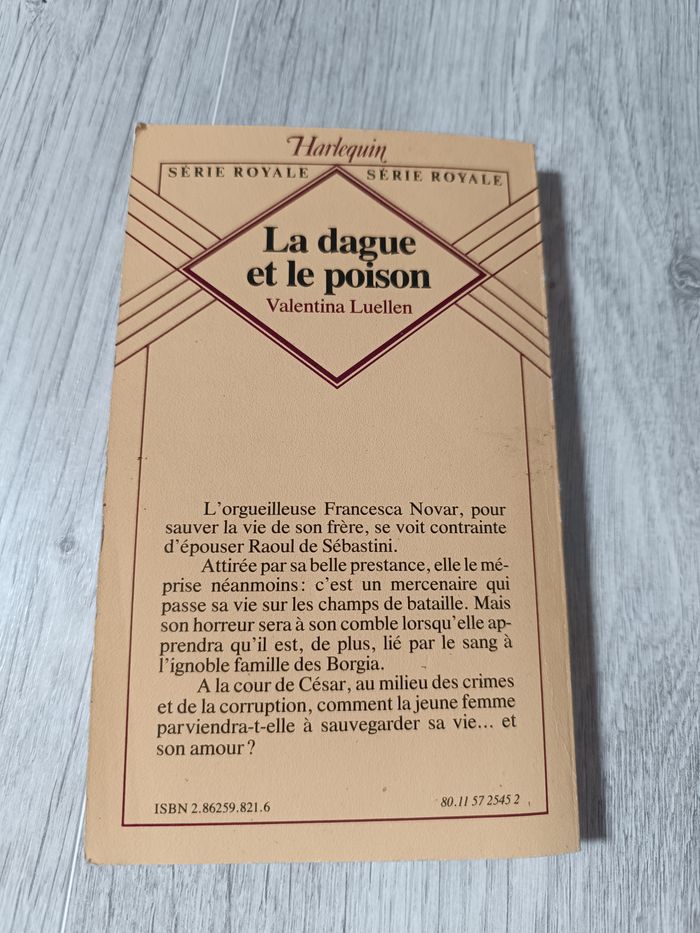 Harlequin
SÉRIE ROYALE SÉRIE ROYALE
La dague
et le poison
Valentina Luellen
L'orgueilleuse Francesca Novar, pour
sauver la vie de son frère, se voit contrainte
d'épouser Raoul de Sébastini.
Attirée par sa belle prestance, elle le mé-
prise néanmoins: c'est un mercenaire qui
passe sa vie sur les champs de bataille. Mais
son horreur sera à son comble lorsqu'elle ap-
prendra qu'il est, de plus, lié par le sang à
l'ignoble famille des Borgia.
A la cour de César, au milieu des crimes
et de la corruption, comment la jeune femme
parviendra-t-elle à sauvegarder sa vie... et
son amour?
ISBN 2.86259.821.6 80.11 57 2545 2